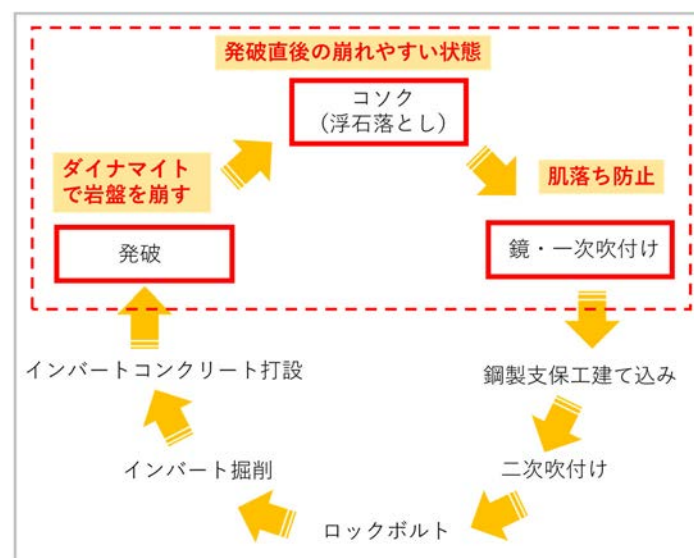 発破直後の崩れやすい状態
コソク
（浮石落とし）
ダイナマイト
で岩盤を崩す
肌落ち防止
発破
鏡・一次吹付け
インバートコンクリート打設
鋼製支保工建て込み
インバート掘削
二次吹付け
ロックボルト